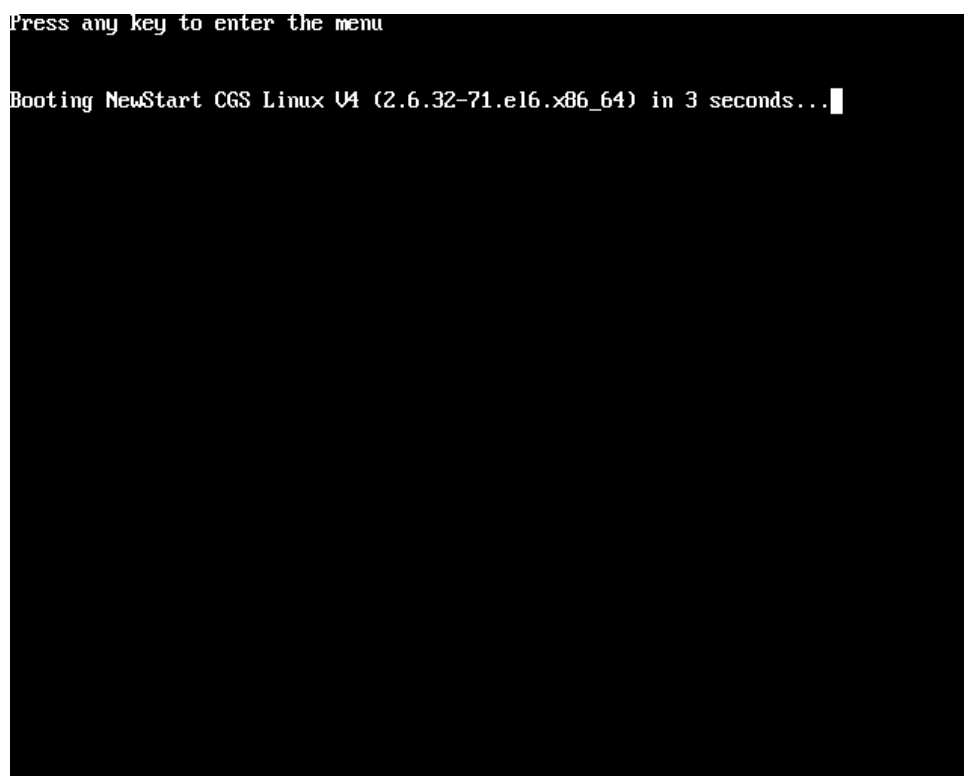 Press any key to enter the menu
Booting NewStart CGS Linux V4 (2.6.32-71.el6.x86_64) in 3 seconds...